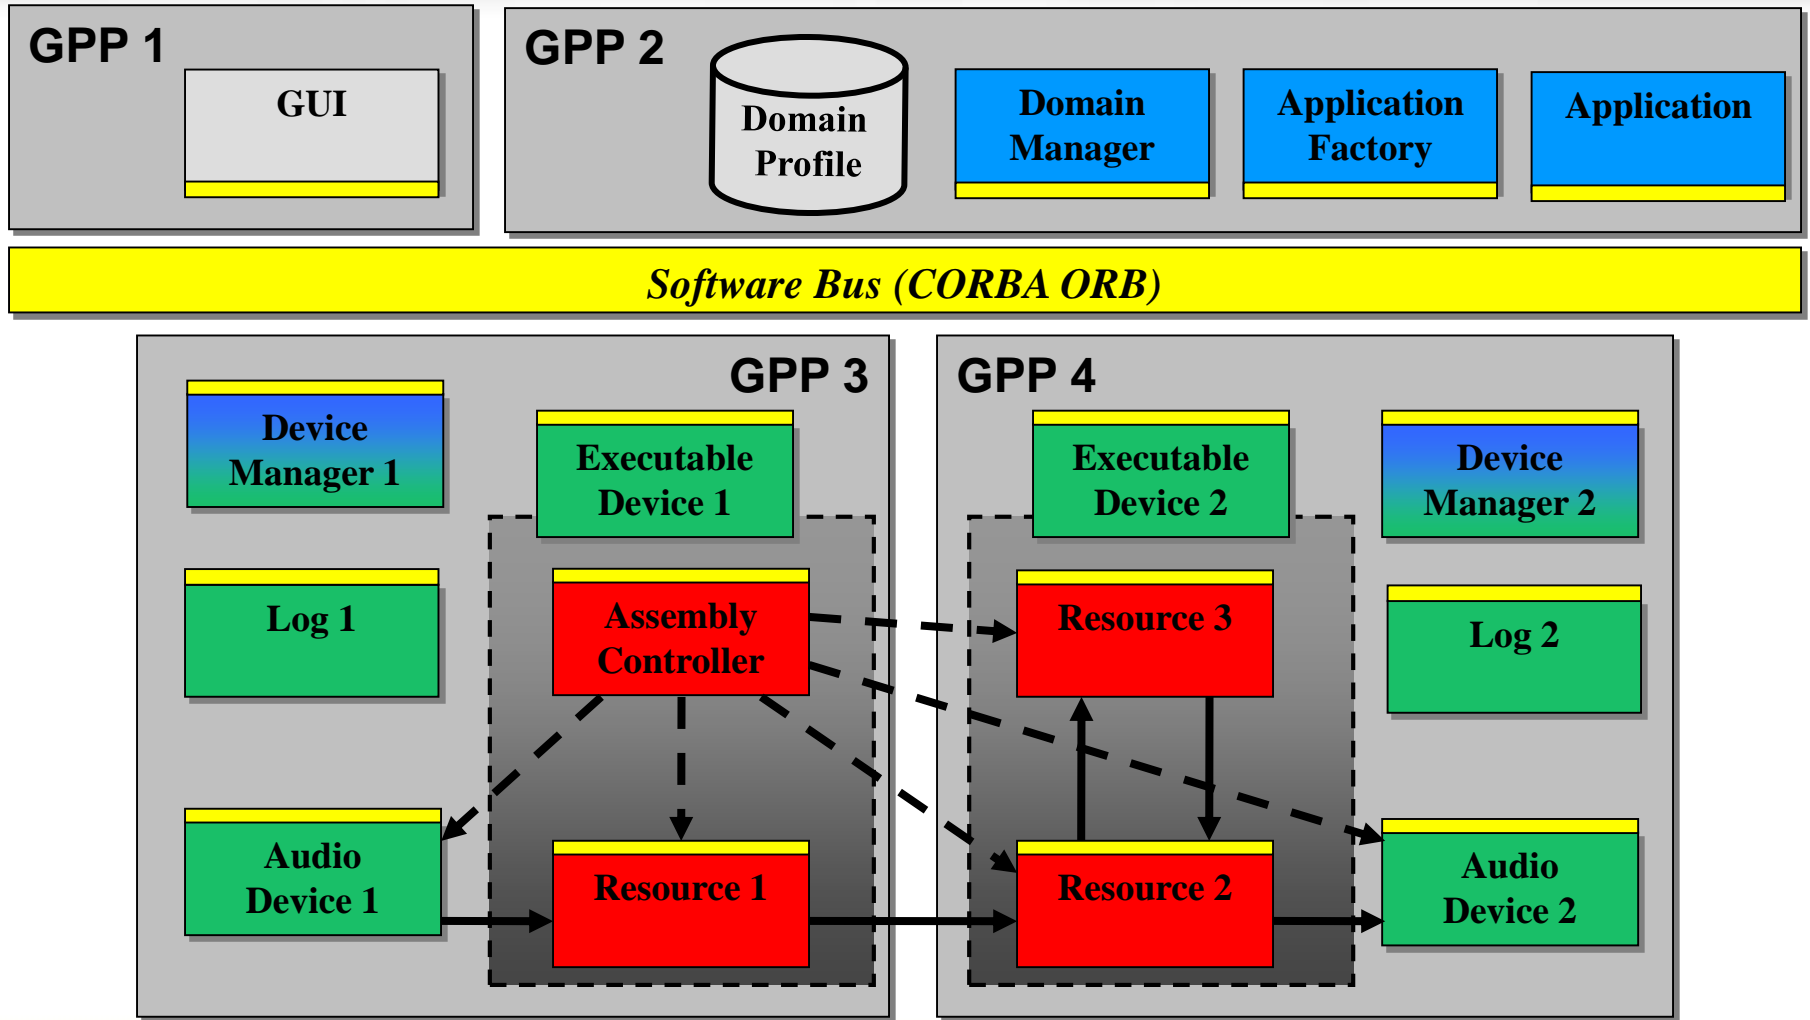 GPP 1
GUI
GPP 2
Domain
Profile
Domain
Manager
Application
Factory
Application
Software Bus (CORBA ORB)
GPP 3
Device
Manager 1
Executable
Device 1
Log 1
Assembly
Controller
Audio
Device 1
Resource 1
GPP 4
Executable
Device 2
Device
Manager 2
Resource 3
Log 2
Resource 2
Audio
Device 2